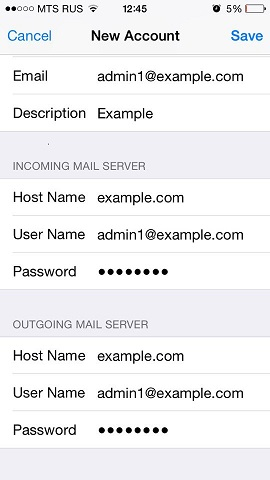 MTS RUS 12:45 5%
Cancel New Account Save
Email admin1@example.com
Description Example
INCOMING MAIL SERVER
Host Name example.com
User Name admin1@example.com
Password ●●●●●●●●
OUTGOING MAIL SERVER
Host Name example.com
User Name admin1@example.com
Password ●●●●●●●●